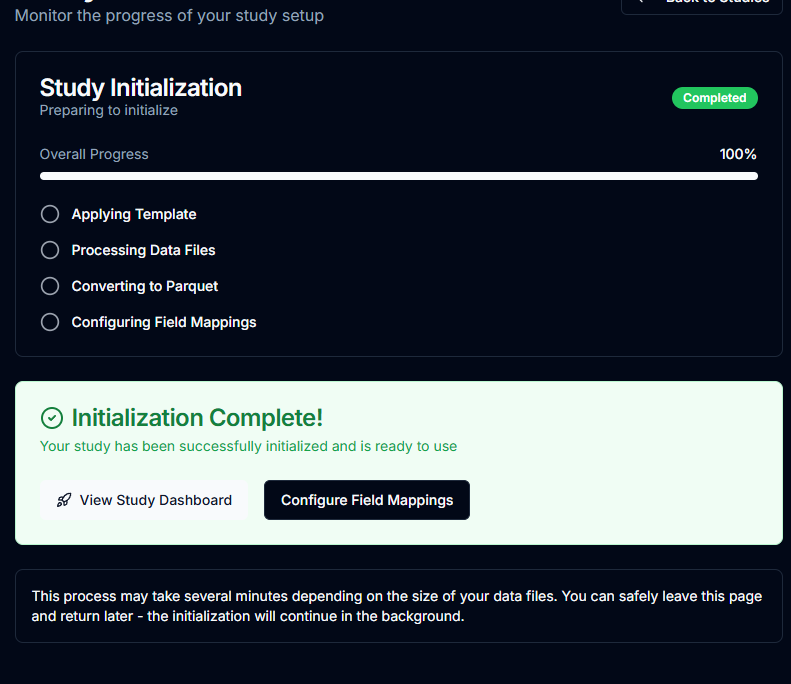 Monitor the progress of your study setup
Back to Studies
Study Initialization
Preparing to initialize
Completed
Overall Progress
100%
Applying Template
Processing Data Files
Converting to Parquet
Configuring Field Mappings
Initialization Complete!
Your study has been successfully initialized and is ready to use
View Study Dashboard
Configure Field Mappings
This process may take several minutes depending on the size of your data files. You can safely leave this page
and return later - the initialization will continue in the background.